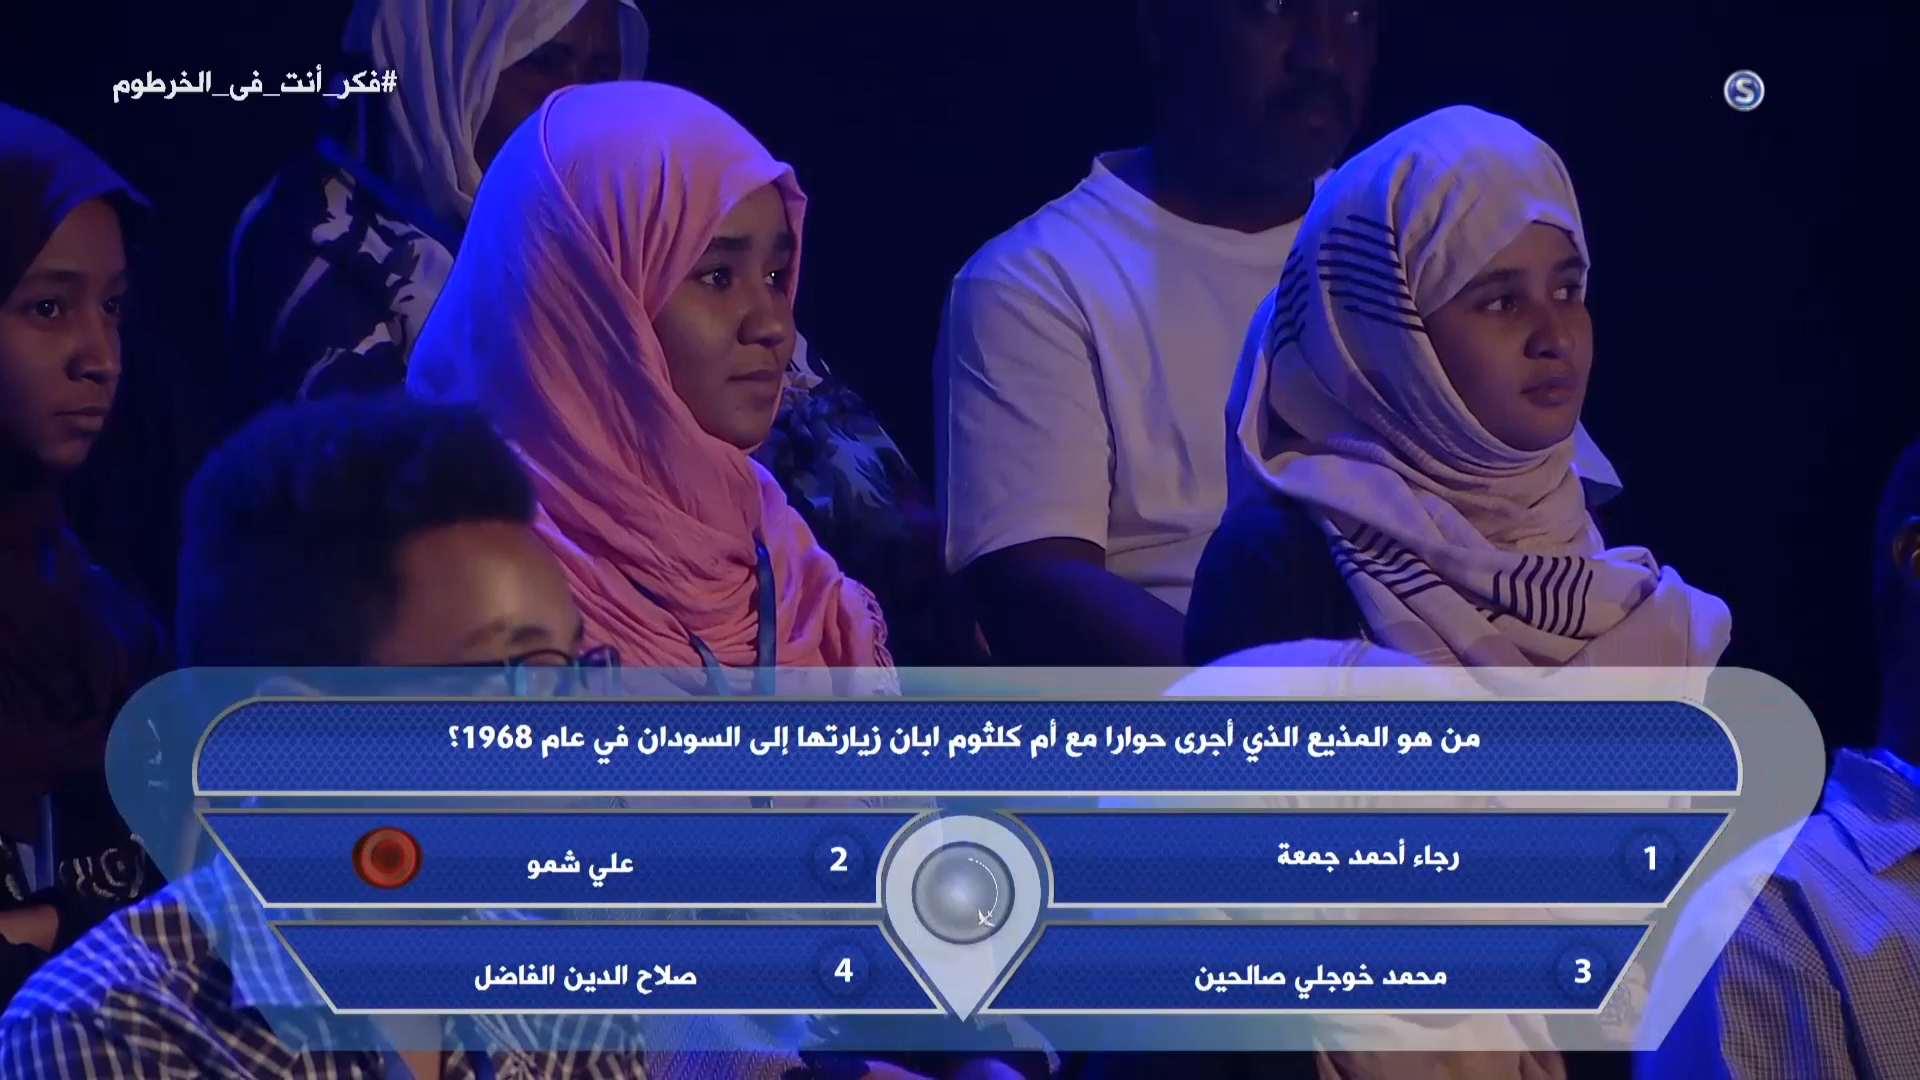 #فكر_أنت_فى_الخرطوم
S
من هو المذيع الذي أجرى حوارا مع أم كلثوم ابان زيارتها إلى السودان في عام 1968؟
1 رجاء أحمد جمعة
2 علي شمو
3 محمد خوجلي صالحين
4 صلاح الدين الفاضل